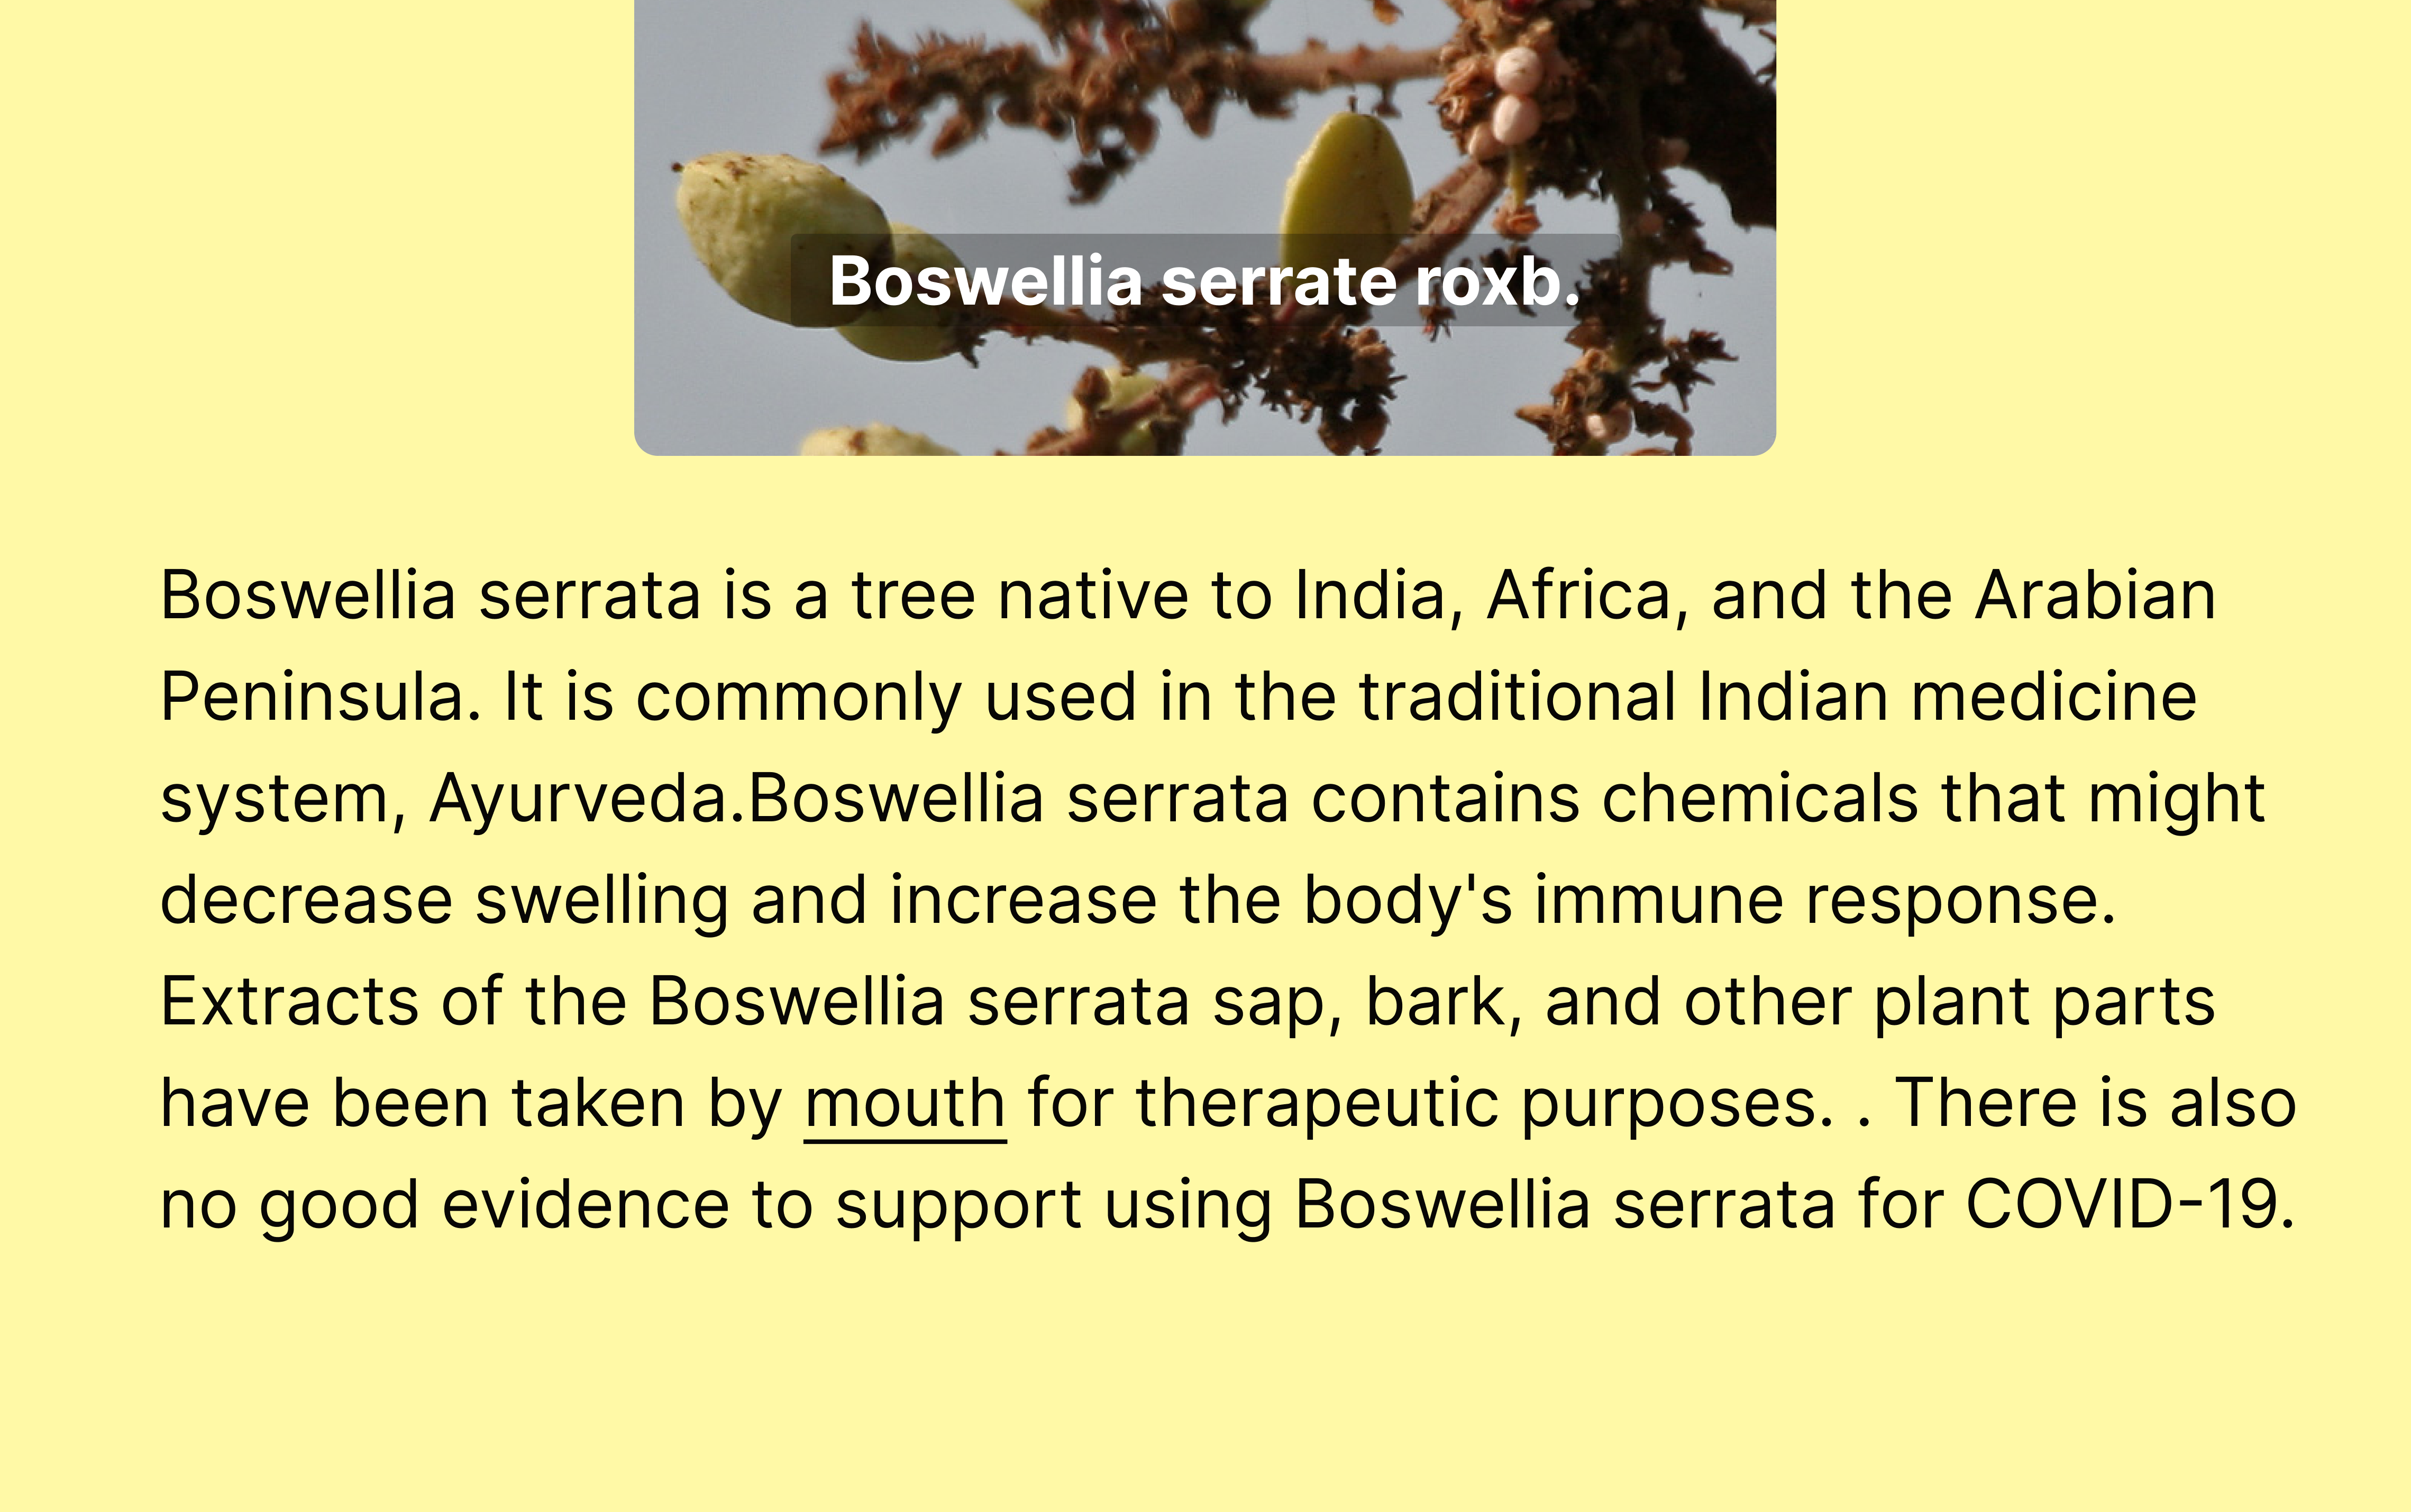 Boswellia serrate roxb.
Boswellia serrata is a tree native to India, Africa, and the Arabian
Peninsula. It is commonly used in the traditional Indian medicine
system, Ayurveda.Boswellia serrata contains chemicals that might
decrease swelling and increase the body's immune response.
Extracts of the Boswellia serrata sap, bark, and other plant parts
have been taken by mouth for therapeutic purposes. . There is also
no good evidence to support using Boswellia serrata for COVID-19.